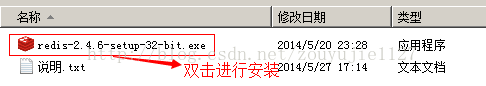 名称 修改日期 类型
redis-2.4.6-setup-32-bit.exe 2014/5/20 23:28 应用程序
说明.txt 2014/5/27 17:14 文本文档
双击进行安装